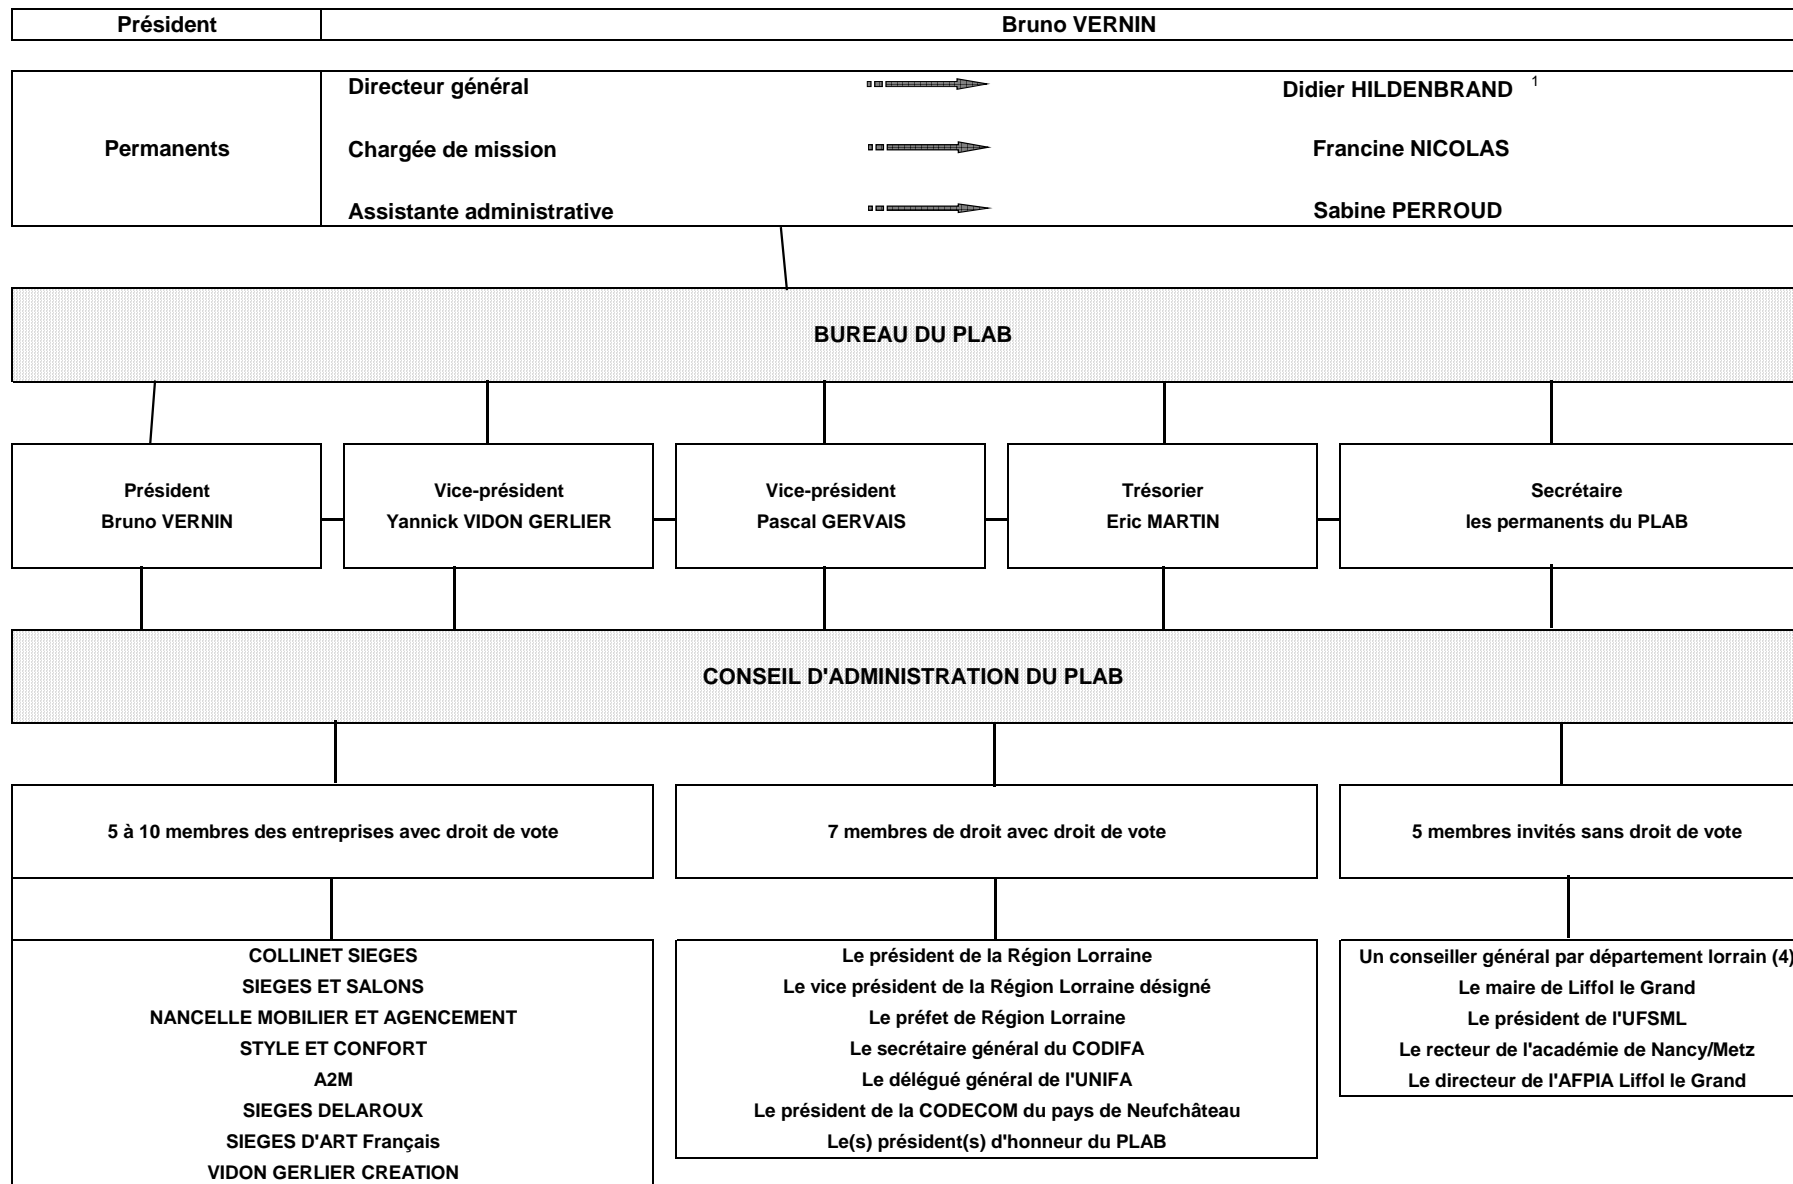 Président Bruno VERNIN
Directeur général Didier HILDENBRAND 1
Permanents Chargée de mission Francine NICOLAS
Assistante administrative Sabine PERROUD
BUREAU DU PLAB
Président
Bruno VERNIN
Vice-président
Yannick VIDON GERLIER
Vice-président
Pascal GERVAIS
Trésorier
Eric MARTIN
Secrétaire
les permanents du PLAB
CONSEIL D'ADMINISTRATION DU PLAB
5 à 10 membres des entreprises avec droit de vote
COLLINET SIEGES
SIEGES ET SALONS
NANCELLE MOBILIER ET AGENCEMENT
STYLE ET CONFORT
A2M
SIEGES DELAROUX
SIEGES D'ART Français
VIDON GERLIER CREATION
7 membres de droit avec droit de vote
Le président de la Région Lorraine
Le vice président de la Région Lorraine désigné
Le préfet de Région Lorraine
Le secrétaire général du CODIFA
Le délégué général de l'UNIFA
Le président de la CODECOM du pays de Neufchâteau
Le(s) président(s) d'honneur du PLAB
5 membres invités sans droit de vote
Un conseiller général par département lorrain (4)
Le maire de Liffol le Grand
Le président de l'UFSML
Le recteur de l'académie de Nancy/Metz
Le directeur de l'AFPIA Liffol le Grand